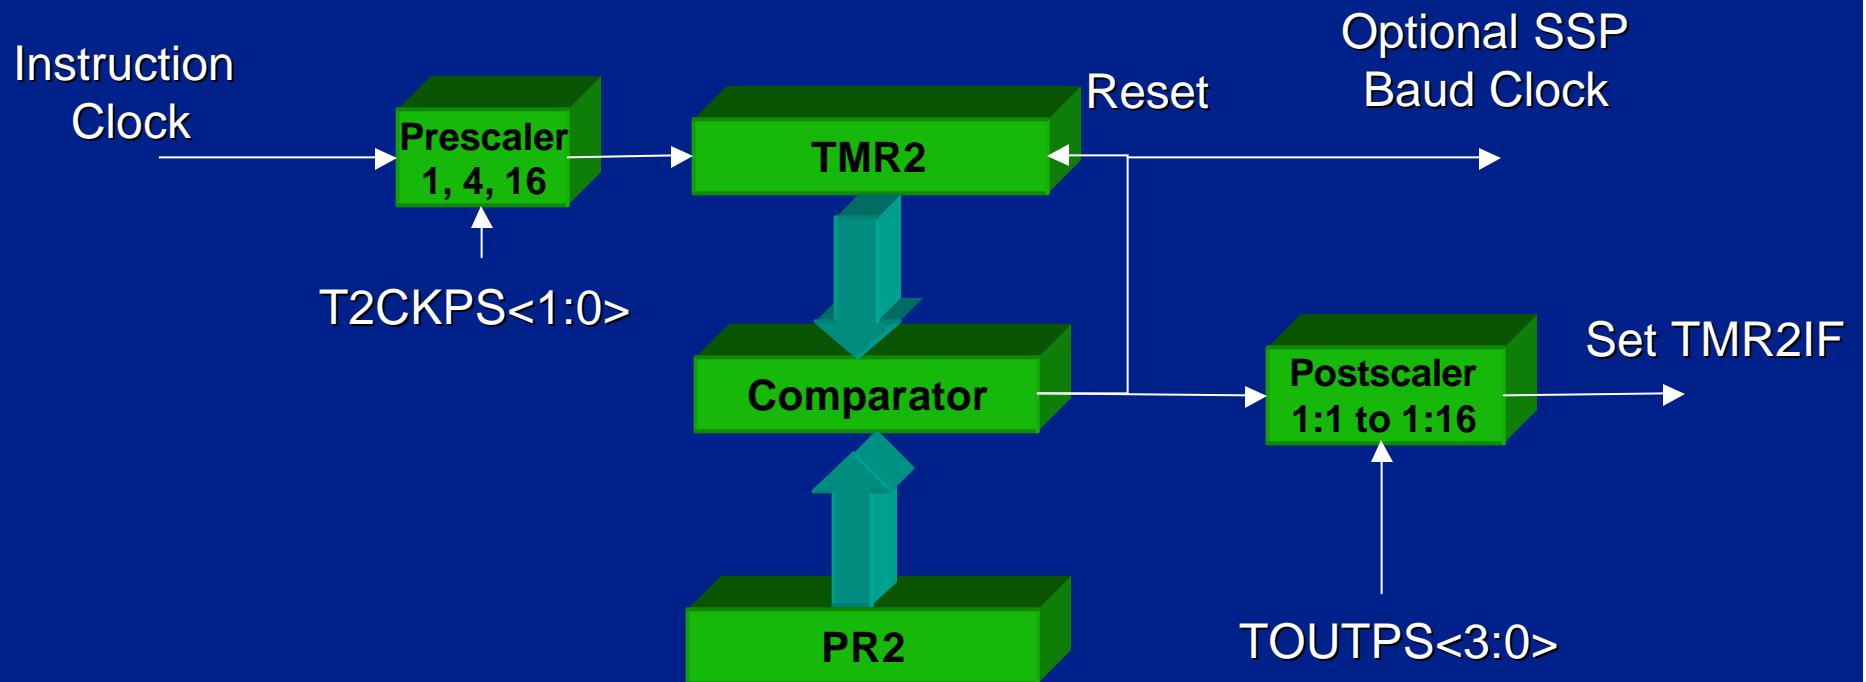 Instruction
Clock
Prescaler
1, 4, 16
T2CKPS<1:0>
TMR2
Reset
Optional SSP
Baud Clock
Comparator
Postscaler
1:1 to 1:16
Set TMR2IF
PR2
TOUTPS<3:0>